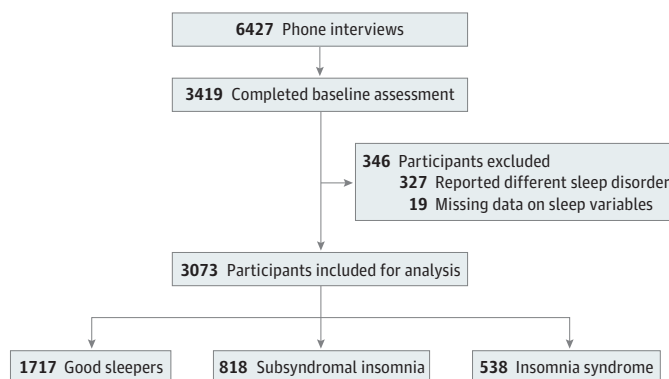 6427 Phone interviews
3419 Completed baseline assessment
346 Participants excluded
327 Reported different sleep disorder
19 Missing data on sleep variables
3073 Participants included for analysis
1717 Good sleepers
818 Subsyndromal insomnia
538 Insomnia syndrome